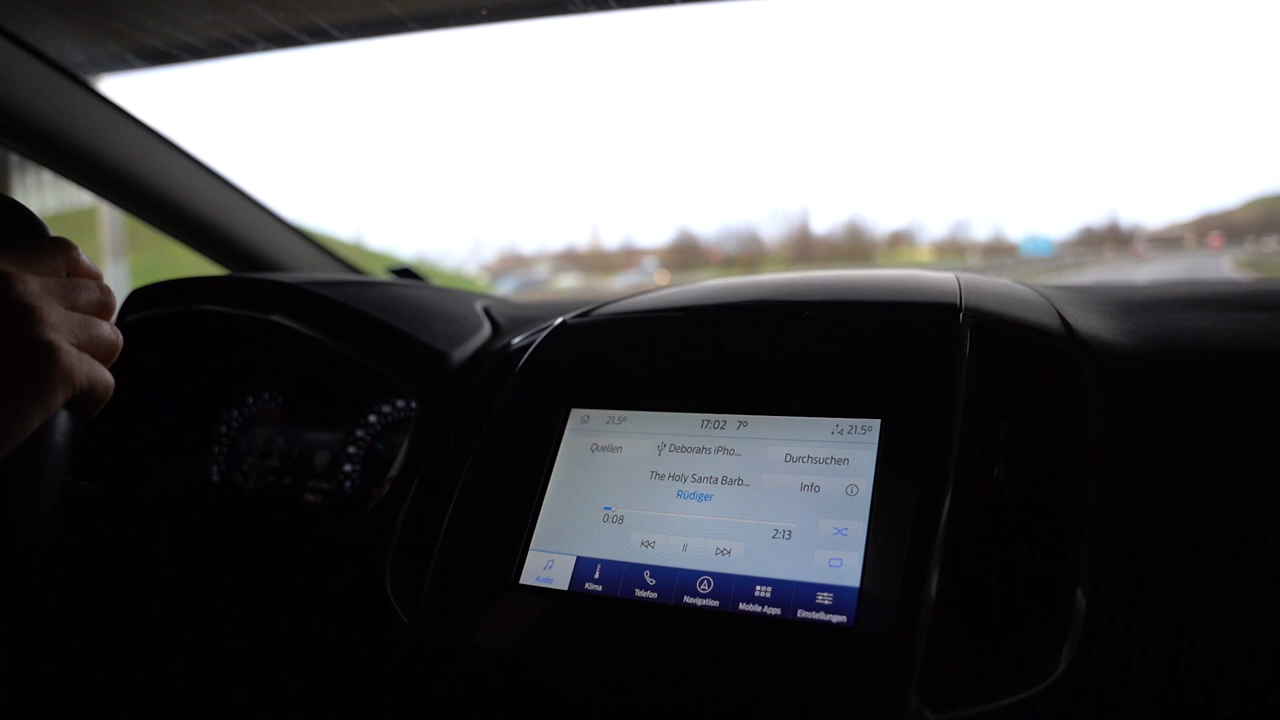 21.5° 17:02 7° 21.5°
Quellen Deborahs iPho... Durchsuchen
The Holy Santa Barb... Info
Rüdiger
0:08 2:13
Audio Klima Telefon Navigation Mobile Apps Einstellungen